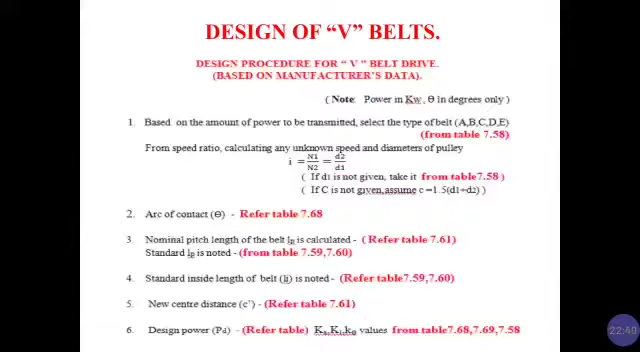 DESIGN OF “V” BELTS.
DESIGN PROCEDURE FOR “ V ” BELT DRIVE.
(BASED ON MANUFACTURER’S DATA).
( Note: Power in Kw , Θ in degrees only )
1. Based on the amount of power to be transmitted, select the type of belt (A,B,C,D,E)
(from table 7.58)
From speed ratio, calculating any unknown speed and diameters of pulley
i = N1/N2 = d2/d1
( If d1 is not given, take it from table7.58 )
( If C is not given,assume c =1.5(d1+d2) )
2. Arc of contact (Θ) - Refer table 7.68
3. Nominal pitch length of the belt lp is calculated - ( Refer table 7.61)
Standard lp is noted - (from table 7.59,7.60)
4. Standard inside length of belt (li) is noted - (Refer table7.59,7.60)
5. New centre distance (c’) - (Refer table 7.61)
6. Design power (Pd) - (Refer table) Ks,Kl,kθ values from table7.68,7.69,7.58
22:40